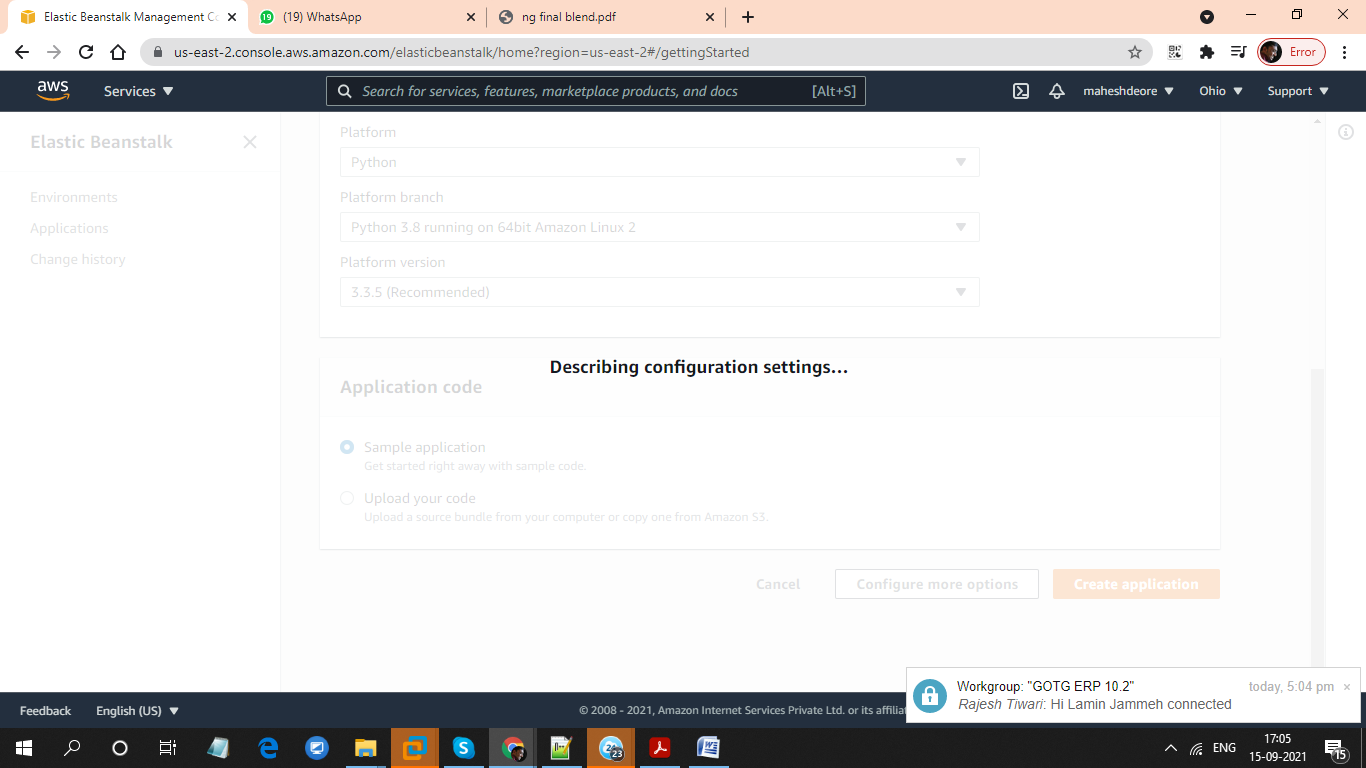 Elastic Beanstalk Management Co
(19) WhatsApp
ng final blend.pdf
us-east-2.console.aws.amazon.com/elasticbeanstalk/home?region=us-east-2#/gettingStarted
Error
aws
Services
Search for services, features, marketplace products, and docs
[Alt+S]
maheshdeore
Ohio
Support
Elastic Beanstalk
Environments
Applications
Change history
Platform
Python
Platform branch
Python 3.8 running on 64bit Amazon Linux 2
Platform version
3.3.5 (Recommended)
Describing configuration settings...
Application code
Sample application
Get started right away with sample code.
Upload your code
Upload a source bundle from your computer or copy one from Amazon S3.
Cancel
Configure more options
Create application
Workgroup: "GOTG ERP 10.2"
today, 5:04 pm
Rajesh Tiwari: Hi Lamin Jammeh connected
Feedback
English (US)
© 2008 - 2021, Amazon Internet Services Private Ltd. or its affilia
ENG
17:05
15-09-2021
15